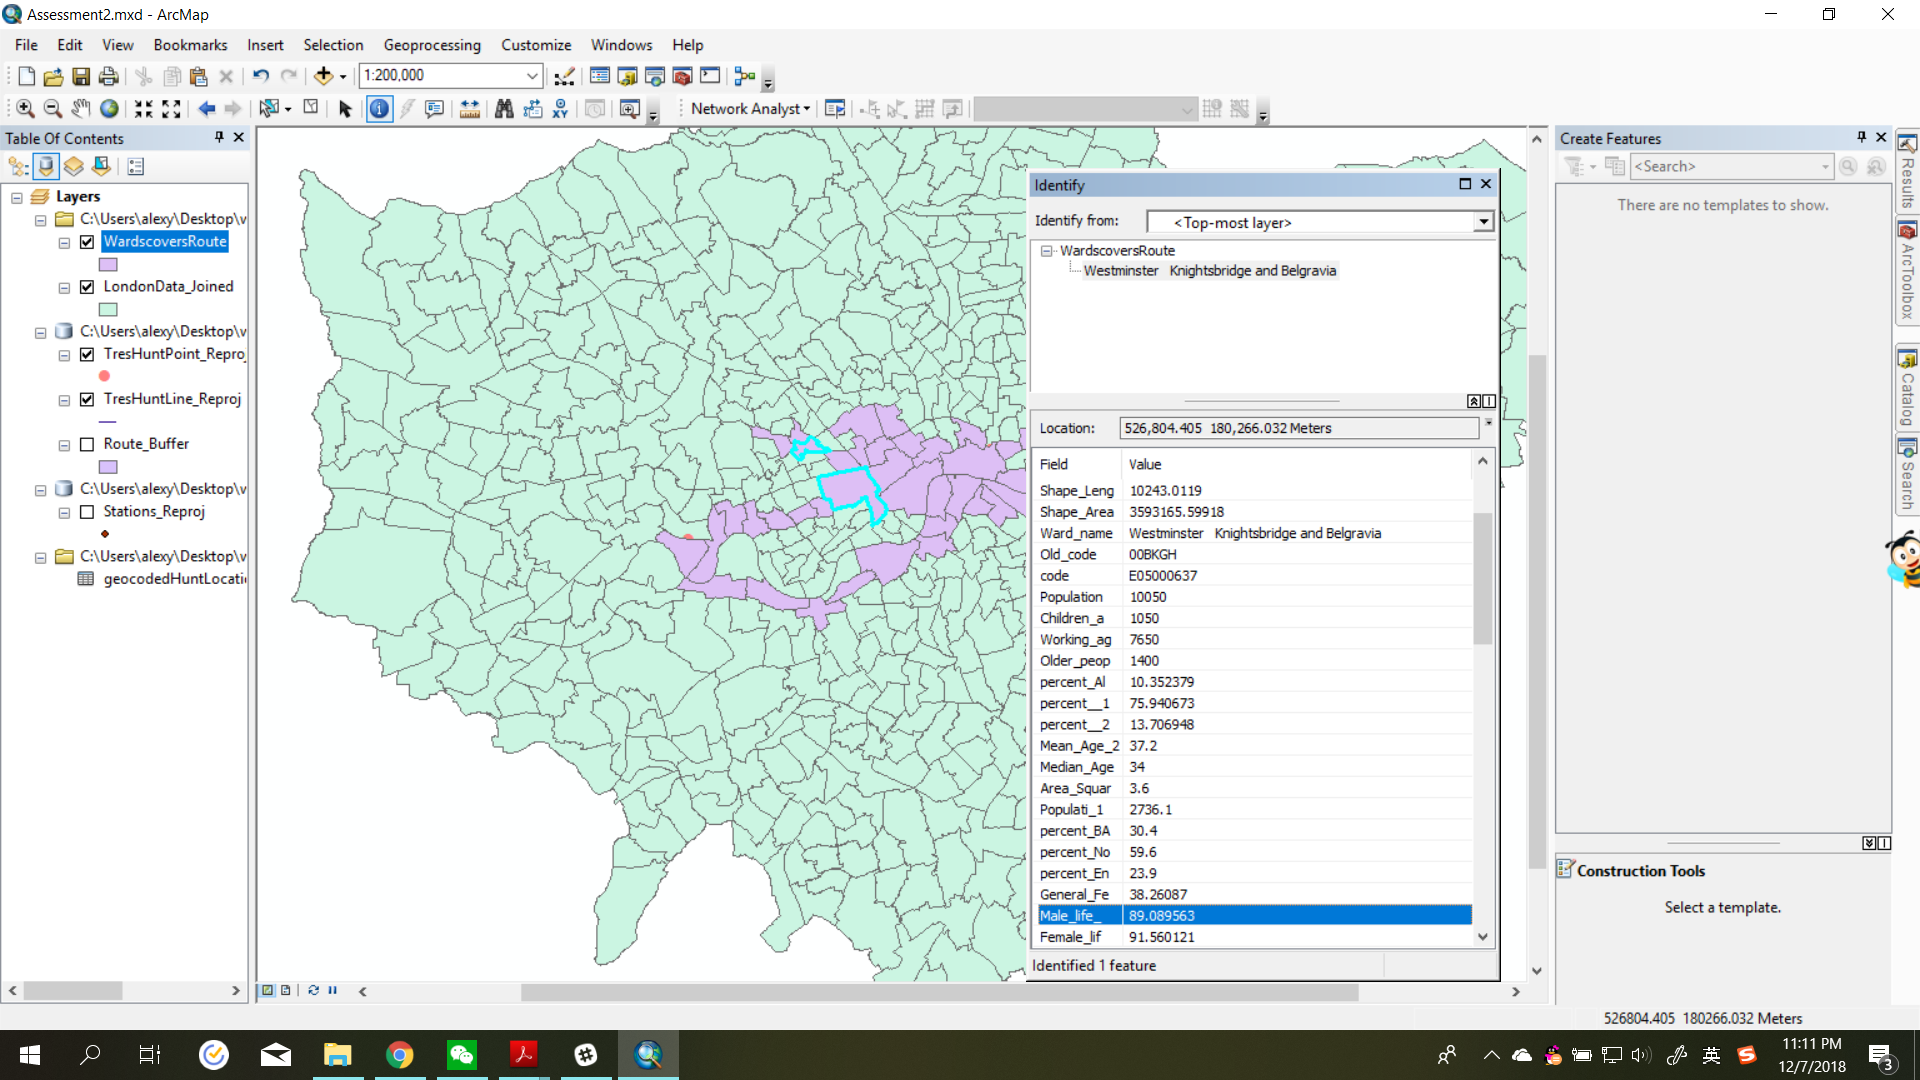 Assessment2.mxd - ArcMap
File Edit View Bookmarks Insert Selection Geoprocessing Customize Windows Help
1:200,000
Network Analyst
Table Of Contents
Layers
C:\Users\alexy\Desktop\v
WardscoversRoute
LondonData_Joined
C:\Users\alexy\Desktop\v
TresHuntPoint_Repro
TresHuntLine_Reproj
Route_Buffer
C:\Users\alexy\Desktop\v
Stations_Reproj
C:\Users\alexy\Desktop\v
geocodedHuntLocati
Identify
Identify from: <Top-most layer>
WardscoversRoute
Westminster Knightsbridge and Belgravia
Location: 526,804.405 180,266.032 Meters
Field Value
Shape_Leng 10243.0119
Shape_Area 3593165.59918
Ward_name Westminster Knightsbridge and Belgravia
Old_code 00BKGH
code E05000637
Population 10050
Children_a 1050
Working_ag 7650
Older_peop 1400
percent_Al 10.352379
percent__1 75.940673
percent__2 13.706948
Mean_Age_2 37.2
Median_Age 34
Area_Squar 3.6
Populati_1 2736.1
percent_BA 30.4
percent_No 59.6
percent_En 23.9
General_Fe 38.26087
Male_life_ 89.089563
Female_lif 91.560121
Identified 1 feature
Create Features
<Search>
There are no templates to show.
Construction Tools
Select a template.
Results
ArcToolbox
Catalog
Search
526804.405 180266.032 Meters
英
11:11 PM
12/7/2018
3